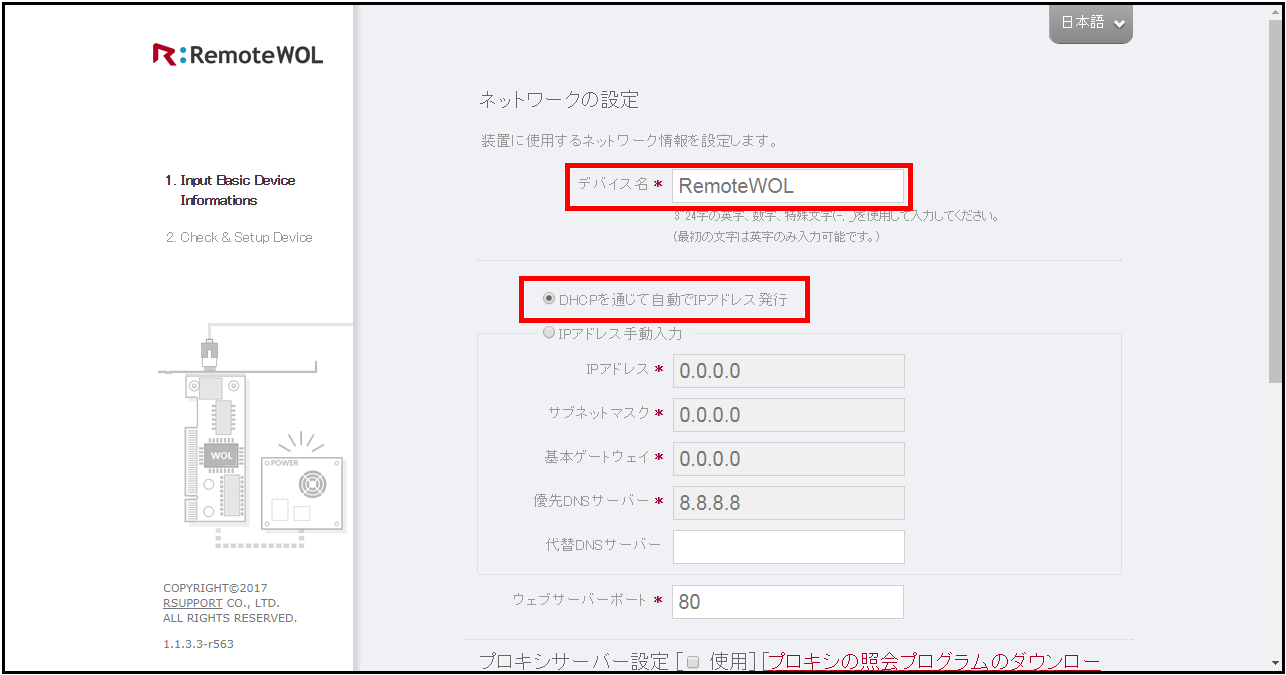 日本語
R:RemoteWOL
1. Input Basic Device
Informations
2. Check & Setup Device
WOL
POWER
COPYRIGHT©2017
RSUPPORT CO., LTD.
ALL RIGHTS RESERVED.
1.1.3.3-r563
ネットワークの設定
装置に使用するネットワーク情報を設定します。
デバイス名 * RemoteWOL
3~24字の英字、数字、特殊文字(-, _)を使用して入力してください。
(最初の文字は英字のみ入力可能です。)
DHCPを通じて自動でIPアドレス発行
IPアドレス手動入力
IPアドレス * 0.0.0.0
サブネットマスク * 0.0.0.0
基本ゲートウェイ * 0.0.0.0
優先DNSサーバー * 8.8.8.8
代替DNSサーバー
ウェブサーバーポート * 80
プロキシサーバー設定 [ 使用] [プロキシの照会プログラムのダウンロー